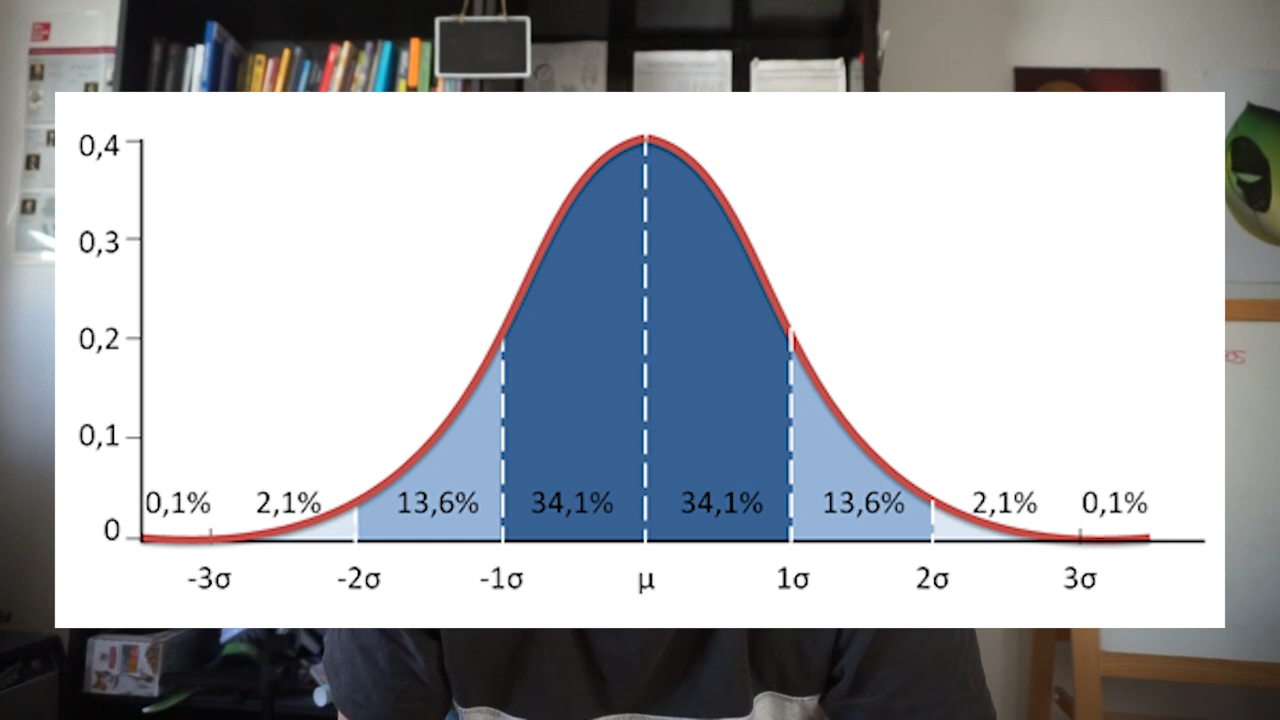 0,4
0,3
0,2
0,1
0
0,1% 2,1% 13,6% 34,1% 34,1% 13,6% 2,1% 0,1%
-3σ -2σ -1σ μ 1σ 2σ 3σ